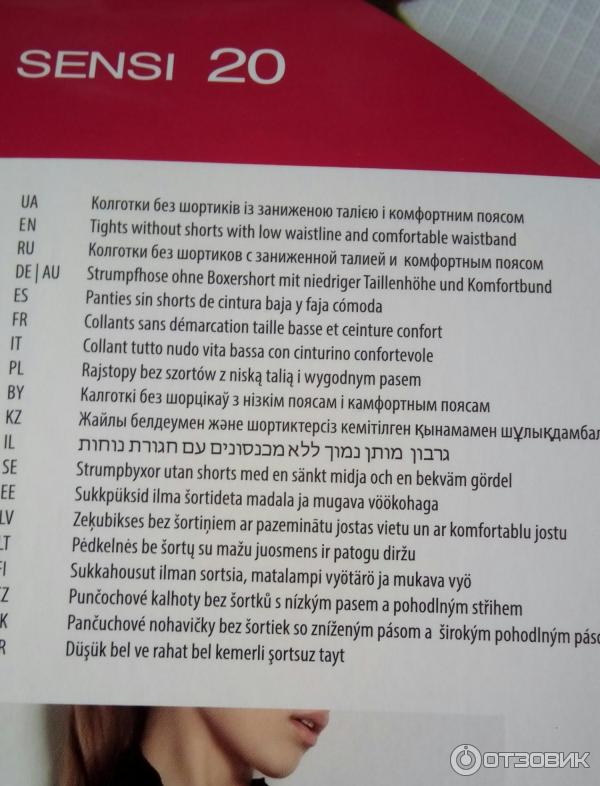 SENSI 20
UA Колготки без шортиків із заниженою талією і комфортним поясом
EN Tights without shorts with low waistline and comfortable waistband
RU Колготки без шортиков с заниженной талией и комфортным поясом
DE | AU Strumpfhose ohne Boxershort mit niedriger Taillenhöhe und Komfortbund
ES Panties sin shorts de cintura baja y faja cómoda
FR Collants sans démarcation taille basse et ceinture confort
IT Collant tutto nudo vita bassa con cinturino confortevole
PL Rajstopy bez szortów z niską talią i wygodnym pasem
BY Калготкі без шорцікаў з нізкім поясам і камфортным поясам
KZ Жайлы белдеумен және шортиктерсіз кемітілген қынамамен шұлықдамбал
IL גרבון מותן נמוך ללא מכנסונים עם חגורת נוחות
SE Strumpbyxor utan shorts med en sänkt midja och en bekväm gördel
EE Sukkpüksid ilma šortideta madala ja mugava vöökohaga
LV Zeķubikses bez šortiņiem ar pazeminātu jostas vietu un ar komfortablu jostu
LT Pėdkelnės be šortų su mažu juosmens ir patogu diržu
FI Sukkahousut ilman sortsia, matalampi vyötärö ja mukava vyö
CZ Punčochové kalhoty bez šortků s nízkým pasem a pohodlným střihem
K Pančuchové nohavičky bez šortiek so zníženým pásom a širokým pohodlným páso
R Düşük bel ve rahat bel kemerli şortsuz tayt
ОТЗОВИК